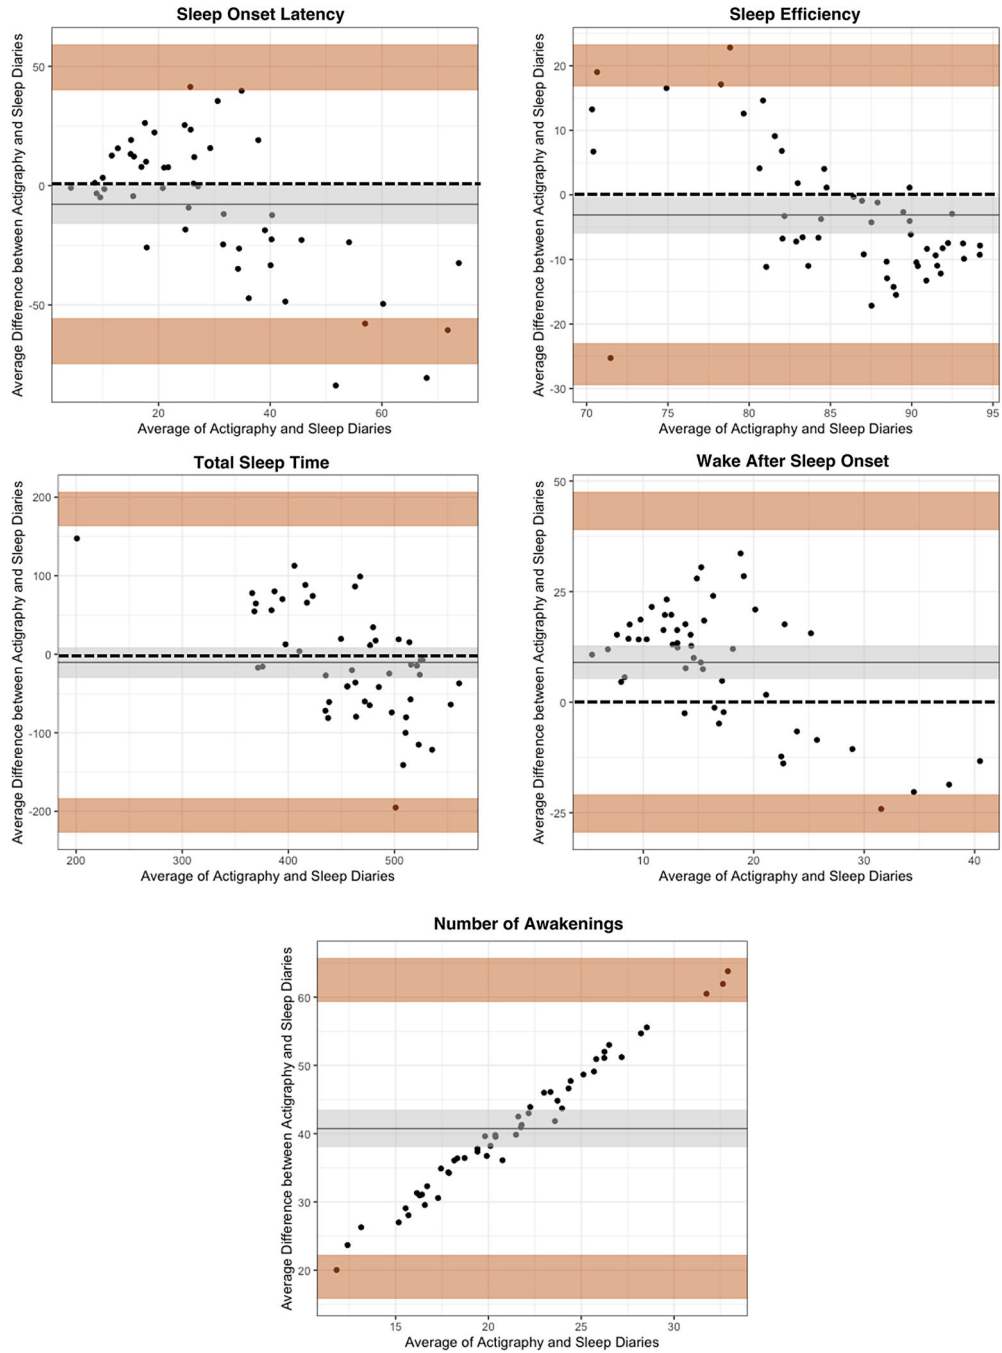 Sleep Onset Latency
Average Difference between Actigraphy and Sleep Diaries
50
0
-50
20
40
60
Average of Actigraphy and Sleep Diaries
Sleep Efficiency
Average Difference between Actigraphy and Sleep Diaries
20
10
0
-10
-20
-30
70
75
80
85
90
95
Average of Actigraphy and Sleep Diaries
Total Sleep Time
Average Difference between Actigraphy and Sleep Diaries
200
100
0
-100
-200
200
300
400
500
Average of Actigraphy and Sleep Diaries
Wake After Sleep Onset
Average Difference between Actigraphy and Sleep Diaries
50
25
0
-25
10
20
30
40
Average of Actigraphy and Sleep Diaries
Number of Awakenings
Average Difference between Actigraphy and Sleep Diaries
60
50
40
30
20
15
20
25
30
Average of Actigraphy and Sleep Diaries